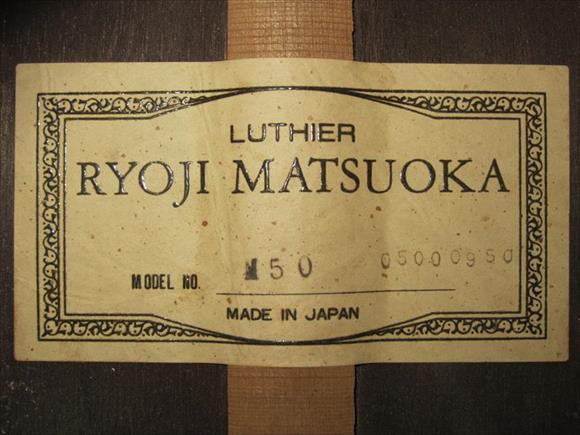 LUTHIER
RYOJI MATSUOKA
MODEL NO. M50 05000950
MADE IN JAPAN